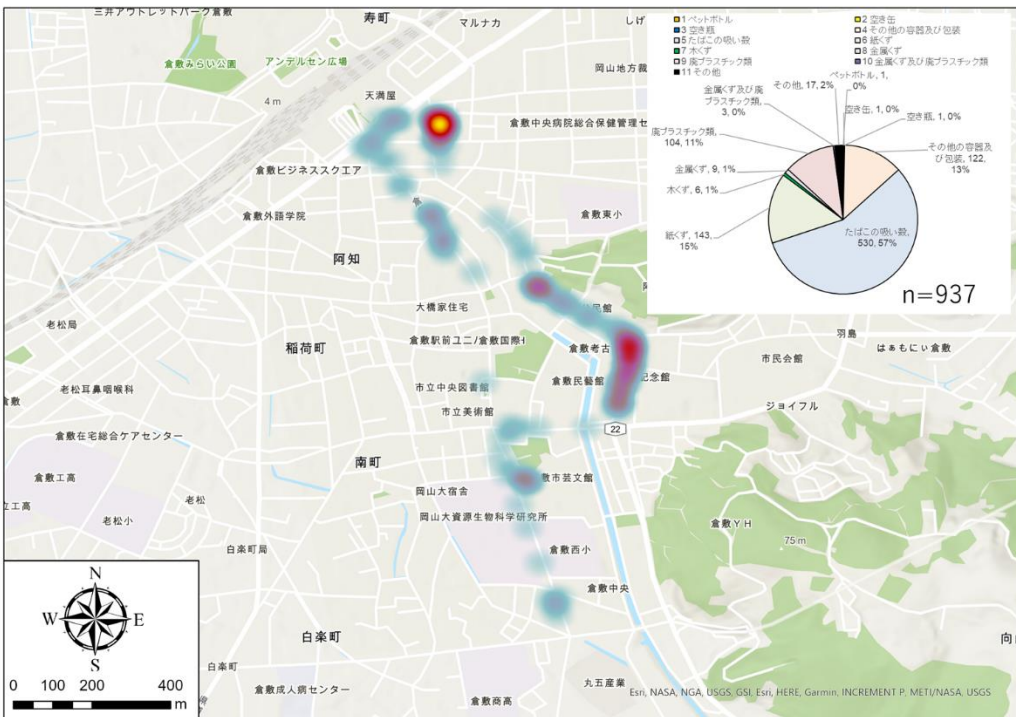 三井アウトレットパーク倉敷
寿町
マルナカ
しげ
倉敷みらい公園
アンデルセン広場
岡山地方裁
4 m
天満屋
倉敷中央病院総合保健管理セ
倉敷ビジネススクエア
倉敷外語学院
倉敷東小
阿知
大橋家住宅
民館
老松局
稲荷町
倉敷駅前ユニ/倉敷国際ホ
倉敷考古
羽島
はぁもにぃ倉敷
市民会館
老松耳鼻咽喉科
倉敷
市立中央図書館
倉敷民藝館
記念館
市立美術館
ジョイフル
22
倉敷在宅総合ケアセンター
南町
倉敷工高
岡山大宿舎
敷市芸文館
老松
立工高
老松小
岡山大資源生物科学研究所
倉敷YH
75 m
白楽町局
倉敷西小
倉敷中央
白楽町
向山
白楽町
倉敷成人病センター
丸五産業
倉敷商高
1 ペットボトル
2 空き缶
3 空き瓶
4 その他の容器及び包装
5 たばこの吸い殻
6 紙くず
7 木くず
8 金属くず
9 廃プラスチック類
10 金属くず及び廃プラスチック類
11 その他
金属くず及び廃
プラスチック類,
3, 0%
その他, 17, 2%
ペットボトル, 1,
0%
空き缶, 1, 0%
空き瓶, 1, 0%
廃プラスチック類,
104, 11%
その他の容器及
び包装, 122,
13%
金属くず, 9, 1%
木くず, 6, 1%
紙くず, 143,
15%
たばこの吸い殻,
530, 57%
n=937
N
W E
S
0 100 200 400
m
Esri, NASA, NGA, USGS, GSI, Esri, HERE, Garmin, INCREMENT P, METI/NASA, USGS